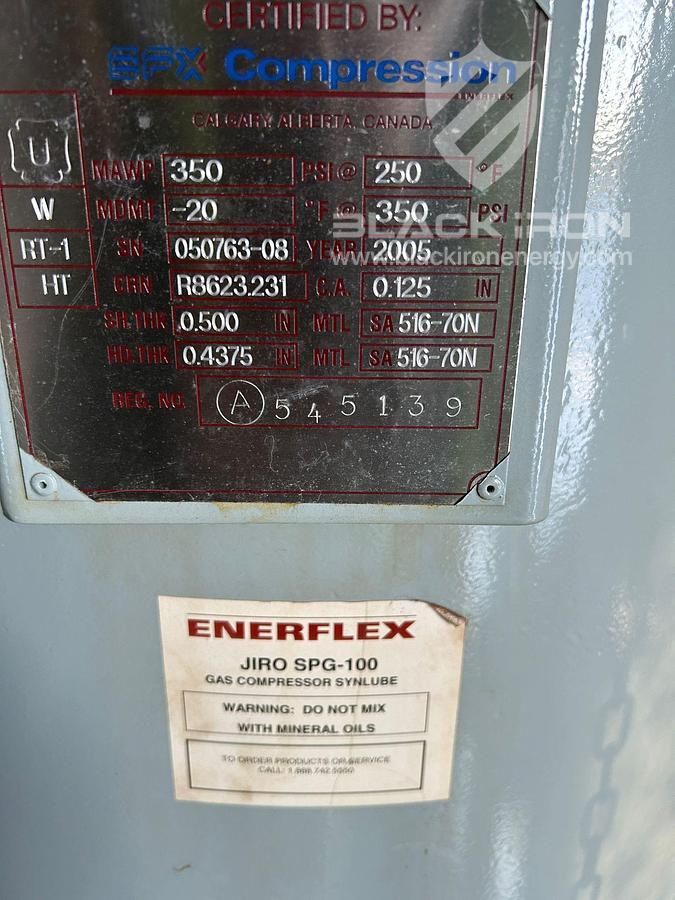 CERTIFIED BY:
EFX Compression
ENERFLEX
CALGARY, ALBERTA, CANADA
U
MAWP 350 PSI @ 250 °F
W MDMT -20 °F @ 350 PSI
BLACK IRON
RT-1 SN 050763-08 YEAR 2005
www.blackironenergy.com
HT CRN R8623.231 C.A. 0.125 IN
SH.THK 0.500 IN MTL SA 516-70N
HD.THK 0.4375 IN MTL SA 516-70N
REG. NO. A 545139
ENERFLEX
JIRO SPG-100
GAS COMPRESSOR SYNLUBE
WARNING: DO NOT MIX
WITH MINERAL OILS
TO ORDER PRODUCTS OR SERVICE
CALL: